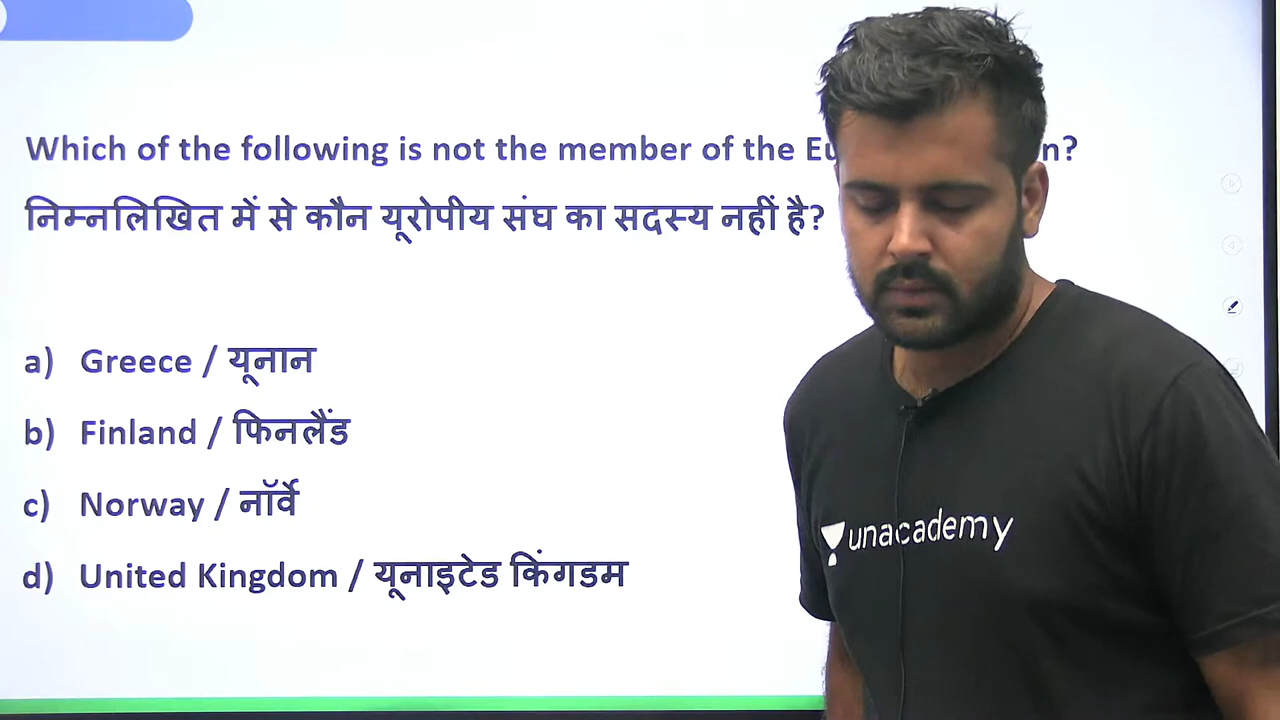 Which of the following is not the member of the
निम्नलिखित में से कौन यूरोपीय संघ का सदस्य नहीं है?
a) Greece / यूनान
b) Finland / फिनलैंड
c) Norway / नॉर्वे
d) United Kingdom / यूनाइटेड किंगडम
unacademy